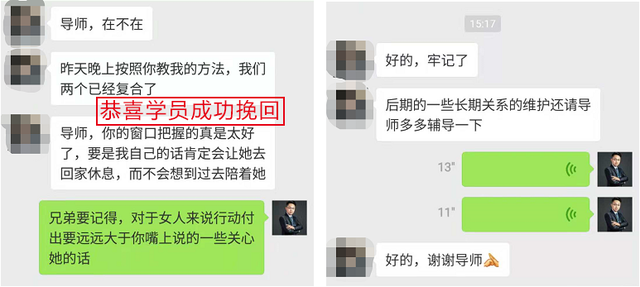 导师，在不在
昨天晚上按照你教我的方法，我们
两个已经复合了
恭喜学员成功挽回
导师，你的窗口把握的真是太好
了，要是我自己的话肯定会让她去
回家休息，而不会想到过去陪着她
兄弟要记得，对于女人来说行动付
出要远远大于你嘴上说的一些关心
她的话
15:17
好的，牢记了
后期的一些长期关系的维护还请导
师多多辅导一下
13"
11"
好的，谢谢导师